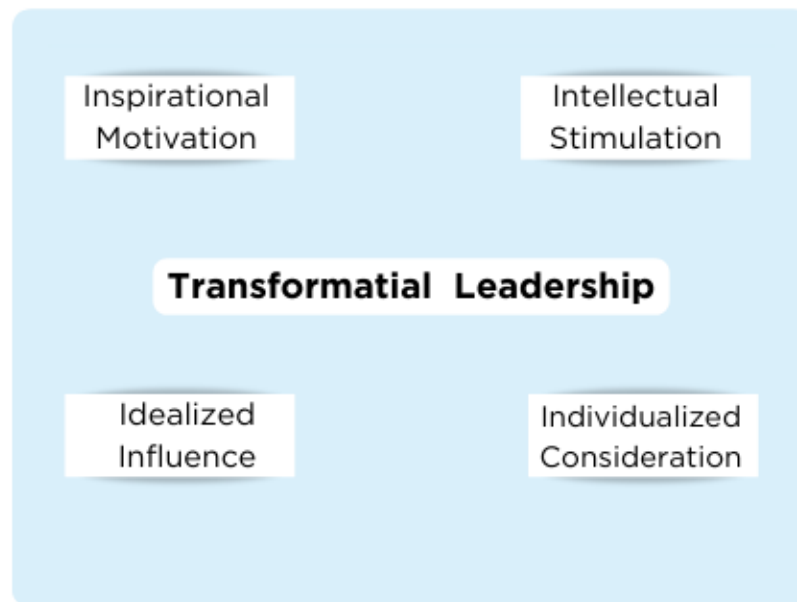 Inspirational
Motivation
Intellectual
Stimulation
Transformatial Leadership
Idealized
Influence
Individualized
Consideration